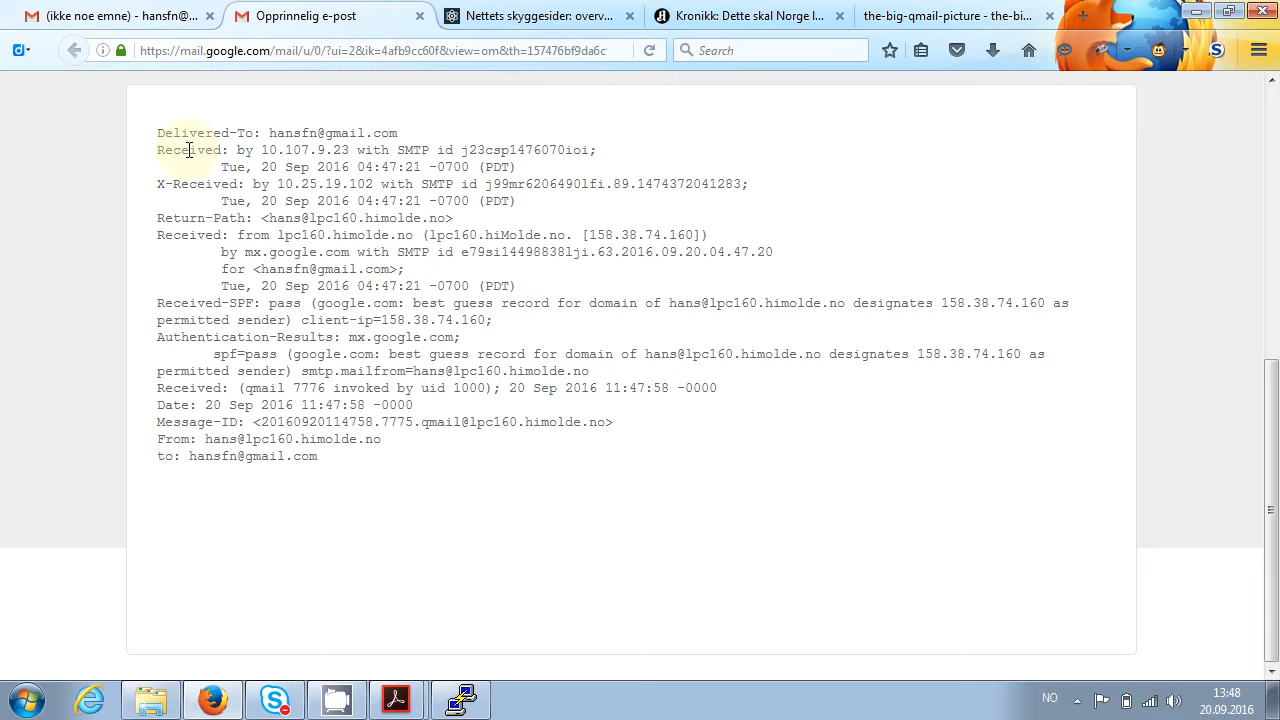 (ikke noe emne) - hansfn@...
Opprinnelig e-post
Når de skyggesider overv...
Kronikk: Dette skal Norge l...
the-big-qmail-picture - the-bi...
https://mail.google.com/mail/u/0/?ui=2&ik=4afb9cc60f&view=om&th=157476bf9da6c
Search
Delivered-To: hansfn@gmail.com
Received: by 10.107.9.23 with SMTP id j23csp1476070ioi;
Tue, 20 Sep 2016 04:47:21 -0700 (PDT)
X-Received: by 10.25.19.102 with SMTP id j99mr6206490lfi.89.1474372041283;
Tue, 20 Sep 2016 04:47:21 -0700 (PDT)
Return-Path: <hans@lpc160.himolde.no>
Received: from lpc160.himolde.no (lpc160.hiMolde.no. [158.38.74.160])
by mx.google.com with SMTP id e79si14498838lji.63.2016.09.20.04.47.20
for <hansfn@gmail.com>;
Tue, 20 Sep 2016 04:47:21 -0700 (PDT)
Received-SPF: pass (google.com: best guess record for domain of hans@lpc160.himolde.no designates 158.38.74.160 as
permitted sender) client-ip=158.38.74.160;
Authentication-Results: mx.google.com;
spf=pass (google.com: best guess record for domain of hans@lpc160.himolde.no designates 158.38.74.160 as
permitted sender) smtp.mailfrom=hans@lpc160.himolde.no
Received: (qmail 7776 invoked by uid 1000); 20 Sep 2016 11:47:58 -0000
Date: 20 Sep 2016 11:47:58 -0000
Message-ID: <20160920114758.7775.qmail@lpc160.himolde.no>
From: hans@lpc160.himolde.no
to: hansfn@gmail.com
NO
13:48
20.09.2016